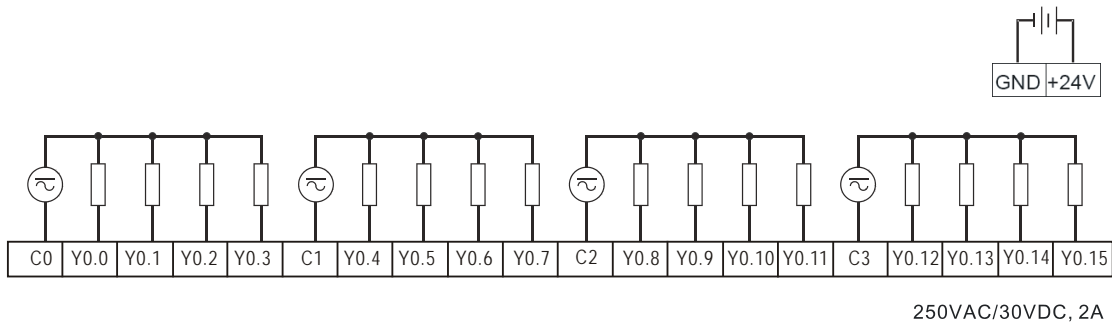 GND +24V
C0 Y0.0 Y0.1 Y0.2 Y0.3 C1 Y0.4 Y0.5 Y0.6 Y0.7 C2 Y0.8 Y0.9 Y0.10 Y0.11 C3 Y0.12 Y0.13 Y0.14 Y0.15
250VAC/30VDC, 2A